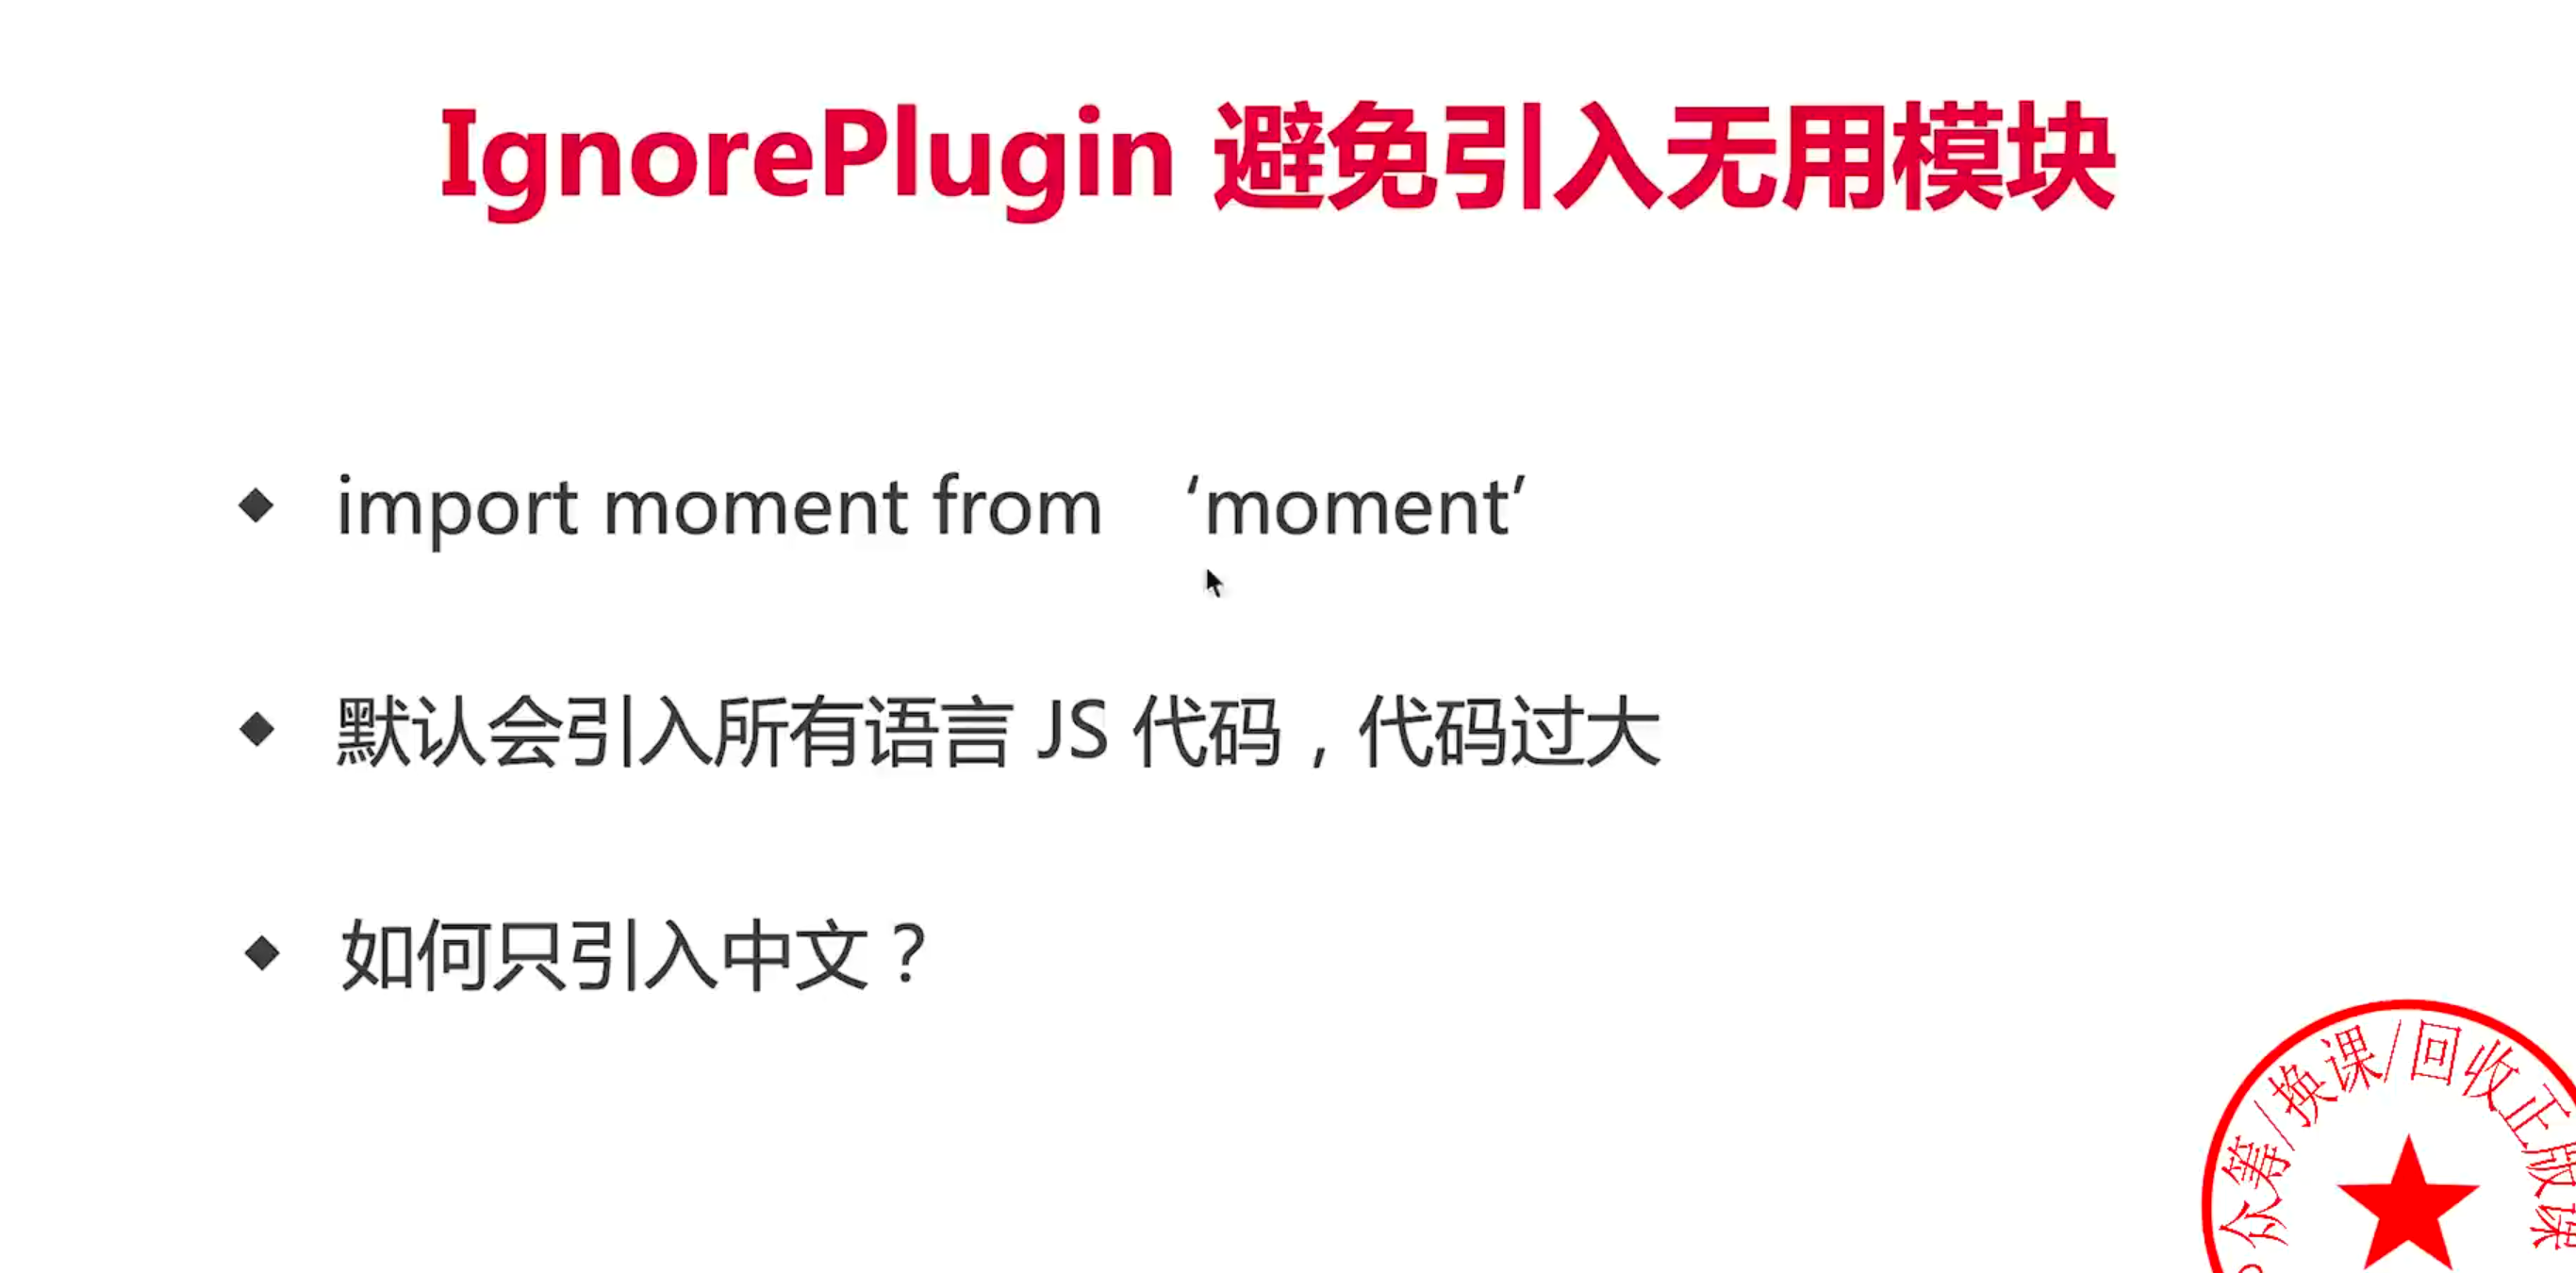 IgnorePlugin 避免引入无用模块
import moment from ‘moment’
默认会引入所有语言 JS 代码，代码过大
如何只引入中文？
众筹/换课/回收正版课